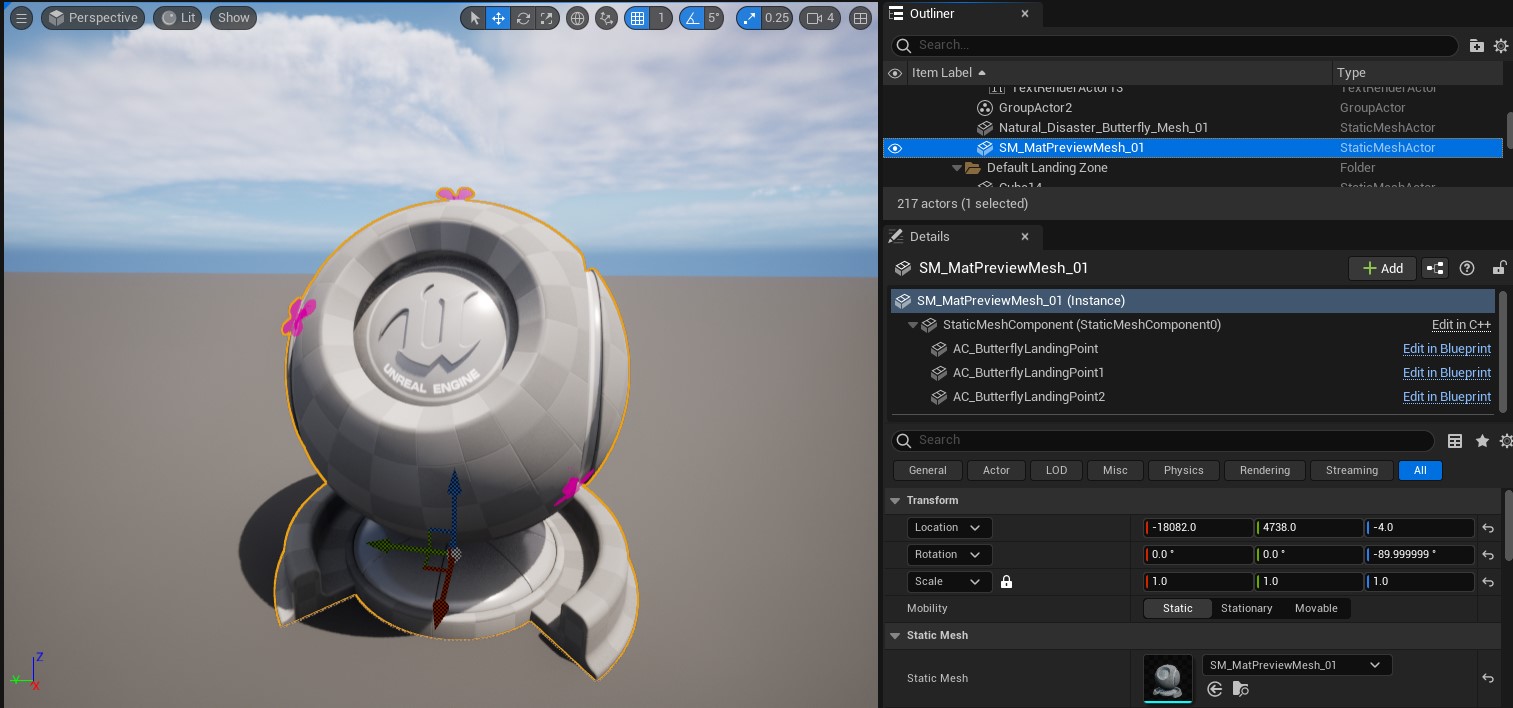 Perspective
Lit
Show
1
5°
0.25
4
UNREAL ENGINE
Z
Y
X
Outliner
Search...
Item Label
Type
TextRenderActor13
TextRenderActor
GroupActor2
GroupActor
Natural_Disaster_Butterfly_Mesh_01
StaticMeshActor
SM_MatPreviewMesh_01
StaticMeshActor
Default Landing Zone
Folder
Cube14
StaticMeshActor
217 actors (1 selected)
Details
SM_MatPreviewMesh_01
Add
SM_MatPreviewMesh_01 (Instance)
StaticMeshComponent (StaticMeshComponent0)
Edit in C++
AC_ButterflyLandingPoint
Edit in Blueprint
AC_ButterflyLandingPoint1
Edit in Blueprint
AC_ButterflyLandingPoint2
Edit in Blueprint
Search
General
Actor
LOD
Misc
Physics
Rendering
Streaming
All
Transform
Location
-18082.0
4738.0
-4.0
Rotation
0.0 °
0.0 °
-89.999999 °
Scale
1.0
1.0
1.0
Mobility
Static
Stationary
Movable
Static Mesh
Static Mesh
SM_MatPreviewMesh_01